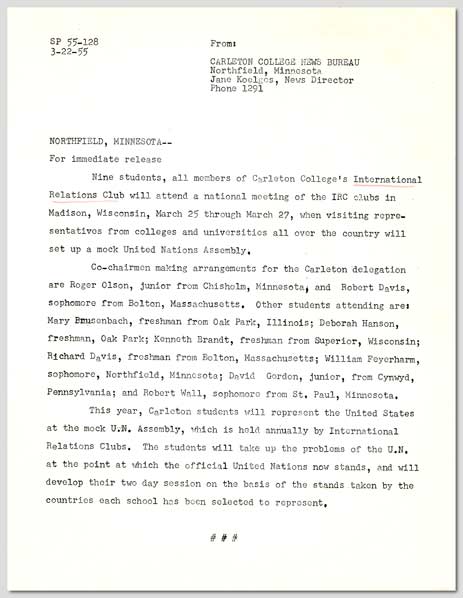 SP 55-128
3-22-55
From:
CARLETON COLLEGE NEWS BUREAU
Northfield, Minnesota
Jane Koelges, News Director
Phone 1291
NORTHFIELD, MINNESOTA--
For immediate release
Nine students, all members of Carleton College's International
Relations Club will attend a national meeting of the IRC clubs in
Madison, Wisconsin, March 25 through March 27, when visiting repre-
sentatives from colleges and universities all over the country will
set up a mock United Nations Assembly.
Co-chairmen making arrangements for the Carleton delegation
are Roger Olson, junior from Chisholm, Minnesota, and Robert Davis,
sophomore from Bolton, Massachusetts. Other students attending are:
Mary Bmusenbach, freshman from Oak Park, Illinois; Deborah Hanson,
freshman, Oak Park; Kenneth Brandt, freshman from Superior, Wisconsin;
Richard Davis, freshman from Bolton, Massachusetts; William Feyerharm,
sophomore, Northfield, Minnesota; David Gordon, junior, from Cynwyd,
Pennsylvania; and Robert Wall, sophomore from St. Paul, Minnesota.
This year, Carleton students will represent the United States
at the mock U.N. Assembly, which is held annually by International
Relations Clubs. The students will take up the problems of the U.N.
at the point at which the official United Nations now stands, and will
develop their two day session on the basis of the stands taken by the
countries each school has been selected to represent.
# # #